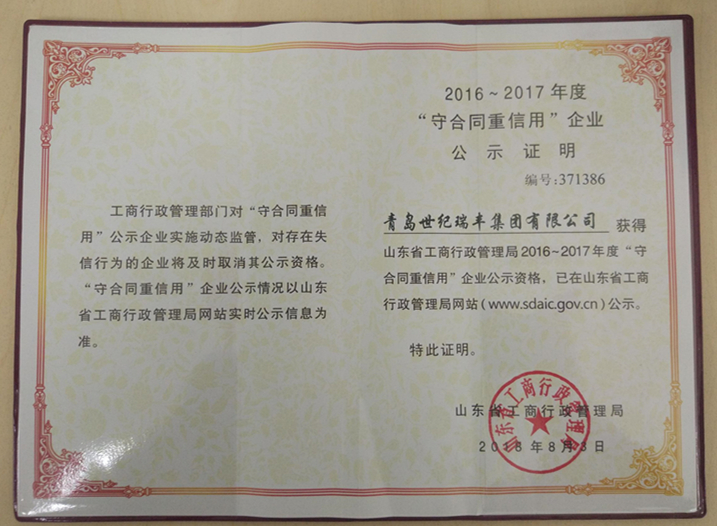 工商行政管理部门对“守合同重信
用”公示企业实施动态监管，对存在失
信行为的企业将及时取消其公示资格。
“守合同重信用”企业公示情况以山东
省工商行政管理局网站实时公示信息为
准。
2016~2017年度
“守合同重信用”企业
公示证明
编号:371386
青岛世纪瑞丰集团有限公司 获得
山东省工商行政管理局2016~2017年度“守
合同重信用”企业公示资格，已在山东省工商
行政管理局网站(www.sdaic.gov.cn)公示。
特此证明。
山东省工商行政管理局
2018年8月3日
山东省工商行政管理局